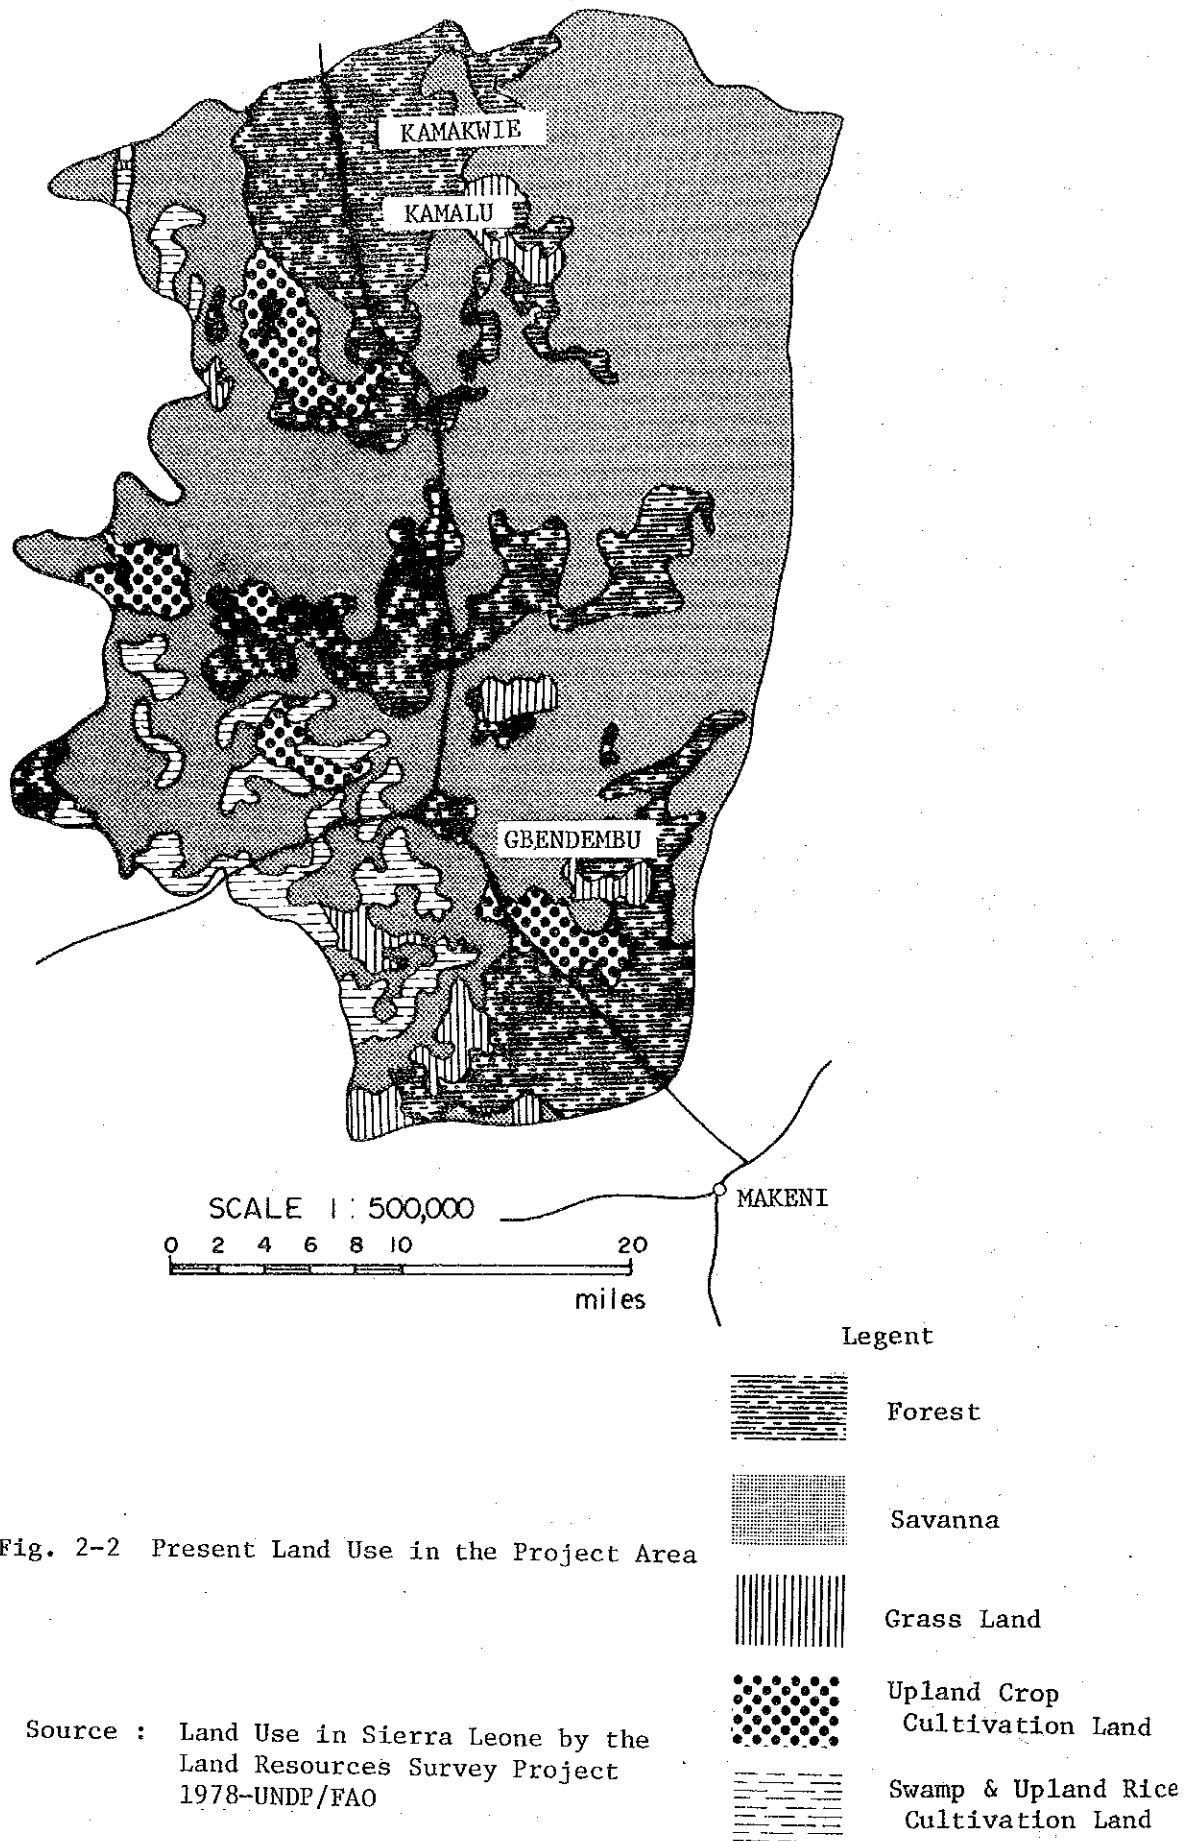 KAMAKWIE
KAMALU
GBENDEMBU
MAKENI
SCALE 1 : 500,000
0 2 4 6 8 10 20
miles
Legent
Forest
Savanna
Fig. 2-2 Present Land Use in the Project Area
Grass Land
Upland Crop
Cultivation Land
Source : Land Use in Sierra Leone by the
Land Resources Survey Project
1978-UNDP/FAO
Swamp & Upland Rice
Cultivation Land